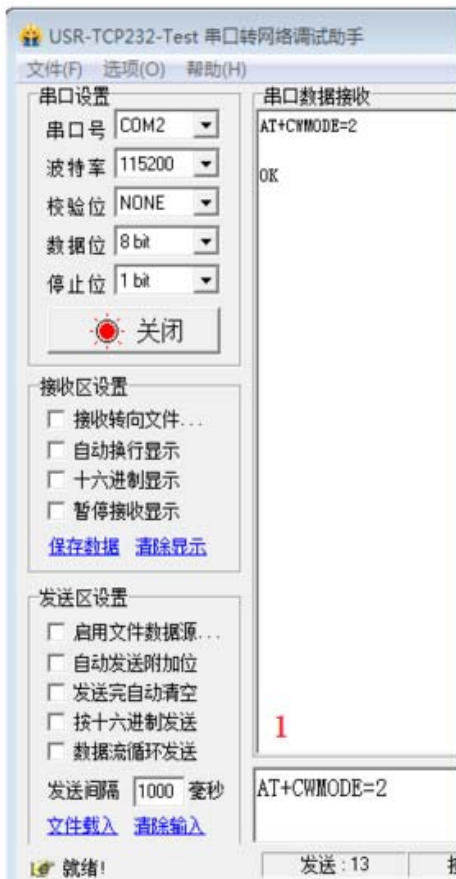 USR-TCP232-Test 串口转网络调试助手
文件(F) 选项(O) 帮助(H)
串口设置
串口号 COM2
波特率 115200
校验位 NONE
数据位 8 bit
停止位 1 bit
关闭
接收区设置
接收转向文件...
自动换行显示
十六进制显示
暂停接收显示
保存数据 清除显示
发送区设置
启用文件数据源...
自动发送附加位
发送完自动清空
按十六进制发送
数据流循环发送
发送间隔 1000 毫秒
文件载入 清除输入
就绪!
串口数据接收
AT+CWMODE=2
OK
1
AT+CWMODE=2
发送:13